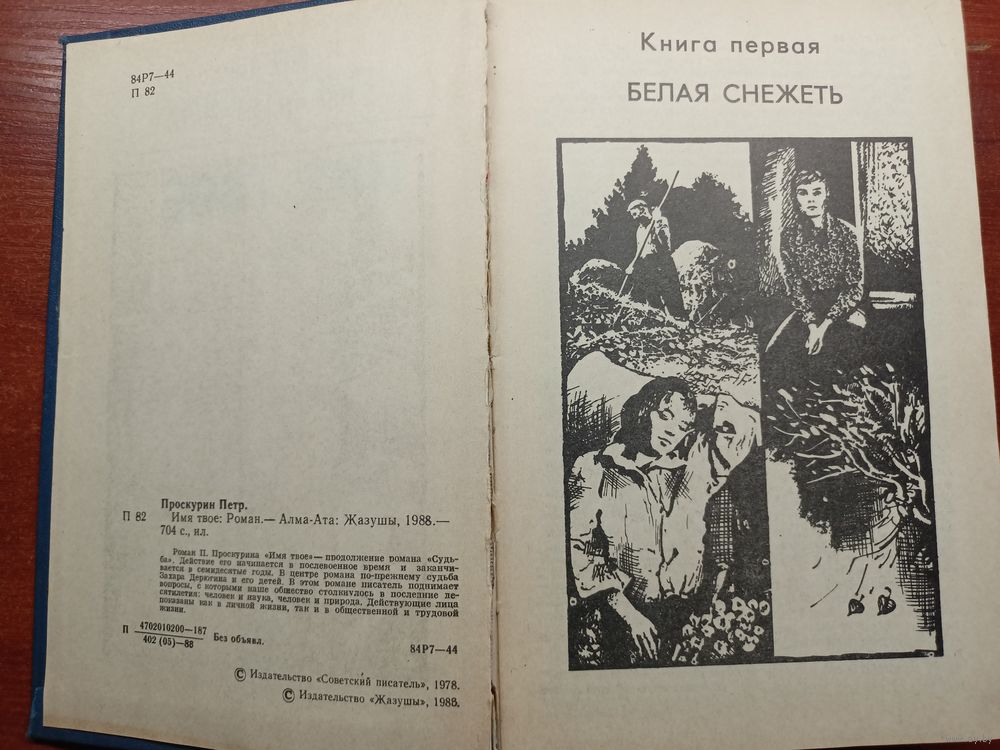 84Р7—44
П 82
Проскурин Петр.
П 82 Имя твое: Роман.— Алма-Ата: Жазушы, 1988.—
704 с., ил.
Роман П. Проскурина «Имя твое»— продолжение романа «Судь-
ба». Действие его начинается в послевоенное время и заканчи-
вается в семидесятые годы. В центре романа по-прежнему судьба
Захара Дерюгина и его детей. В этом романе писатель поднимает
вопросы, с которыми наше общество столкнулось в последние де-
сятилетия: человек и наука, человек и природа. Действующие лица
показаны как в личной жизни, так и в общественной и трудовой
жизни.
П 4702010200—187
402 (05)—88 Без объявл.
84Р7—44
© Издательство «Советский писатель», 1978.
© Издательство «Жазушы», 1988.
Книга первая
БЕЛАЯ СНЕЖЕТЬ